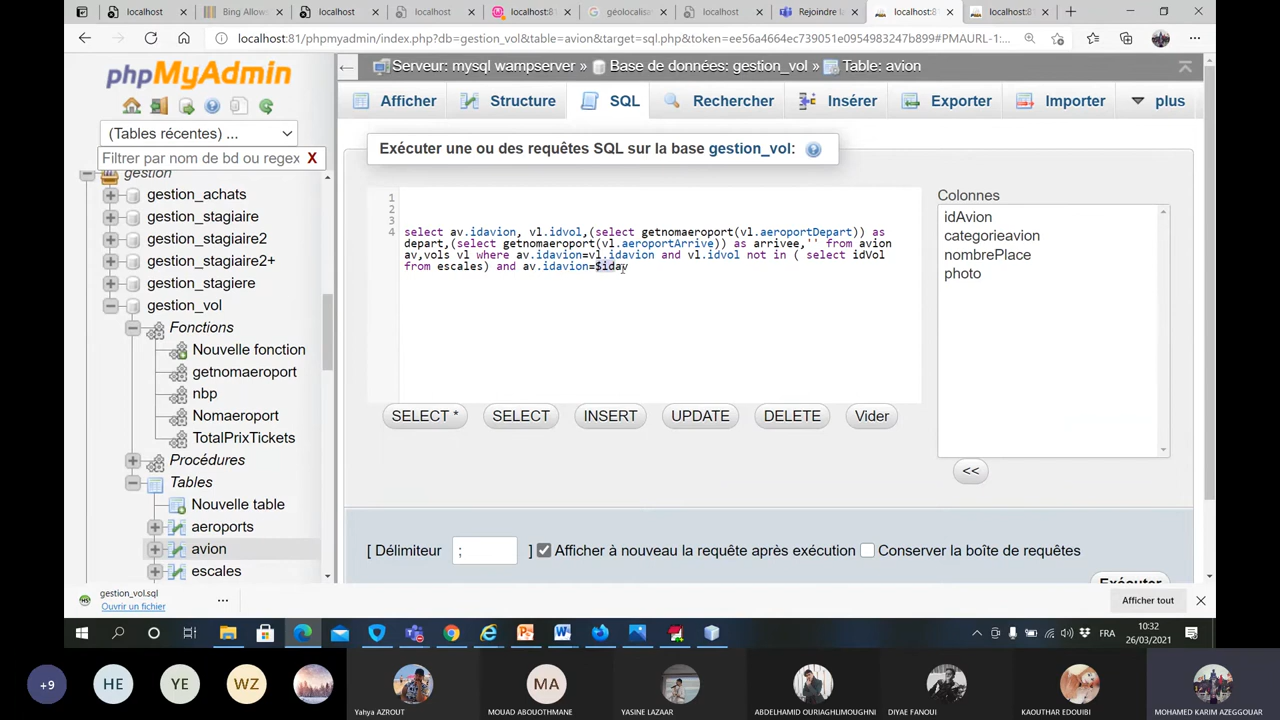 localhost
Bing Allows
localhost
localhost
localhost:8
géolocalisa
localhost
Rejoindre l
localhost:8
localhost:8
localhost:81/phpmyadmin/index.php?db=gestion_vol&table=avion&target=sql.php&token=ee56a4664ec739051e0954983247b899#PMAURL-1:...
phpMyAdmin
(Tables récentes) ...
Filtrer par nom de bd ou regex X
gestion
gestion_achats
gestion_stagiaire
gestion_stagiaire2
gestion_stagiaire2+
gestion_stagiere
gestion_vol
Fonctions
Nouvelle fonction
getnomaeroport
nbp
Nomaeroport
TotalPrixTickets
Procédures
Tables
Nouvelle table
aeroports
avion
escales
Serveur: mysql wampserver » Base de données: gestion_vol » Table: avion
Afficher Structure SQL Rechercher Insérer Exporter Importer plus
Exécuter une ou des requêtes SQL sur la base gestion_vol:
1
2
3
4 select av.idavion, vl.idvol,(select getnomaeroport(vl.aeroportDepart)) as
depart,(select getnomaeroport(vl.aeroportArrive)) as arrivee,'' from avion
av,vols vl where av.idavion=vl.idavion and vl.idvol not in ( select idVol
from escales) and av.idavion=$idav
Colonnes
idAvion
categorieavion
nombrePlace
photo
SELECT * SELECT INSERT UPDATE DELETE Vider
<<
[ Délimiteur ; ] Afficher à nouveau la requête après exécution Conserver la boîte de requêtes
Exécuter
gestion_vol.sql
Ouvrir un fichier
...
Afficher tout
FRA
10:32
26/03/2021
+9
HE
YE
WZ
MA
Yahya AZROUT
MOUAD ABOUOTHMANE
YASINE LAZAAR
ABDELHAMID OURIAGHLI
MOUGHNI
DIYAE FANOUI
KAOUTHAR EDOUIBI
MOHAMED KARIM AZEGGOUAR